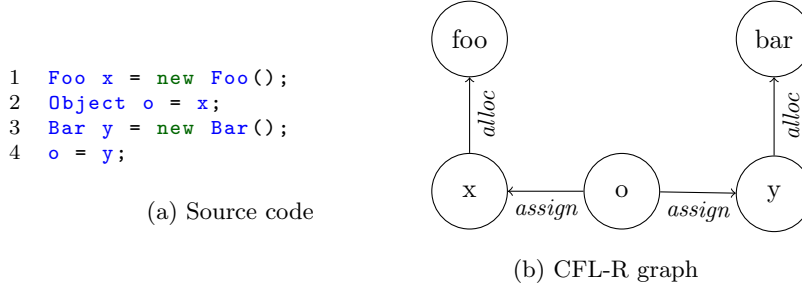 1 Foo x = new Foo();
2 Object o = x;
3 Bar y = new Bar();
4 o = y;
(a) Source code
foo
bar
alloc
alloc
x
assign
o
assign
y
(b) CFL-R graph